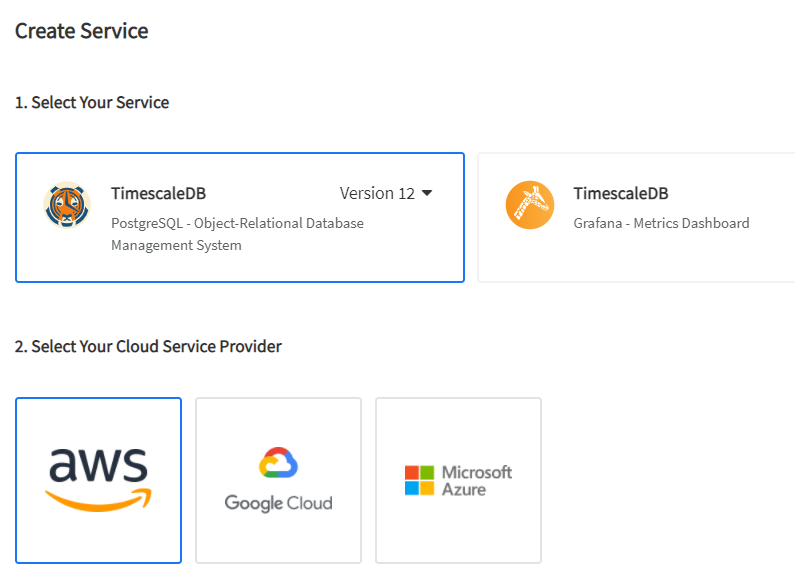 Create Service
1. Select Your Service
TimescaleDB
Version 12
PostgreSQL - Object-Relational Database
Management System
TimescaleDB
Grafana - Metrics Dashboard
2. Select Your Cloud Service Provider
aws
Google Cloud
Microsoft
Azure